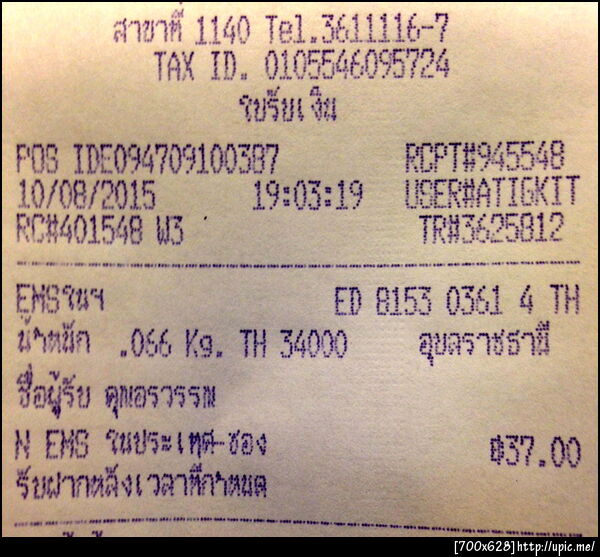 สาขาที่ 1140 Tel.3611116-7
TAX ID. 0105546095724
ใบรับเงิน
POS IDE09470910038​7 RCPT#945548
10/08/2015 19:03:19 USER#ATIGKIT
RC#401548 W3 TR#3625812
EMSในฯ ED 8153 0361 4 TH
น้ำหนัก .066 Kg. TH 34000 อุบลราชธานี
ชื่อผู้รับ คุณอรวรรณ
N EMS ในประเทศ-ซอง ฿37.00
รับฝากหลังเวลาที่กำหนด
[700x628]http://upic.me/